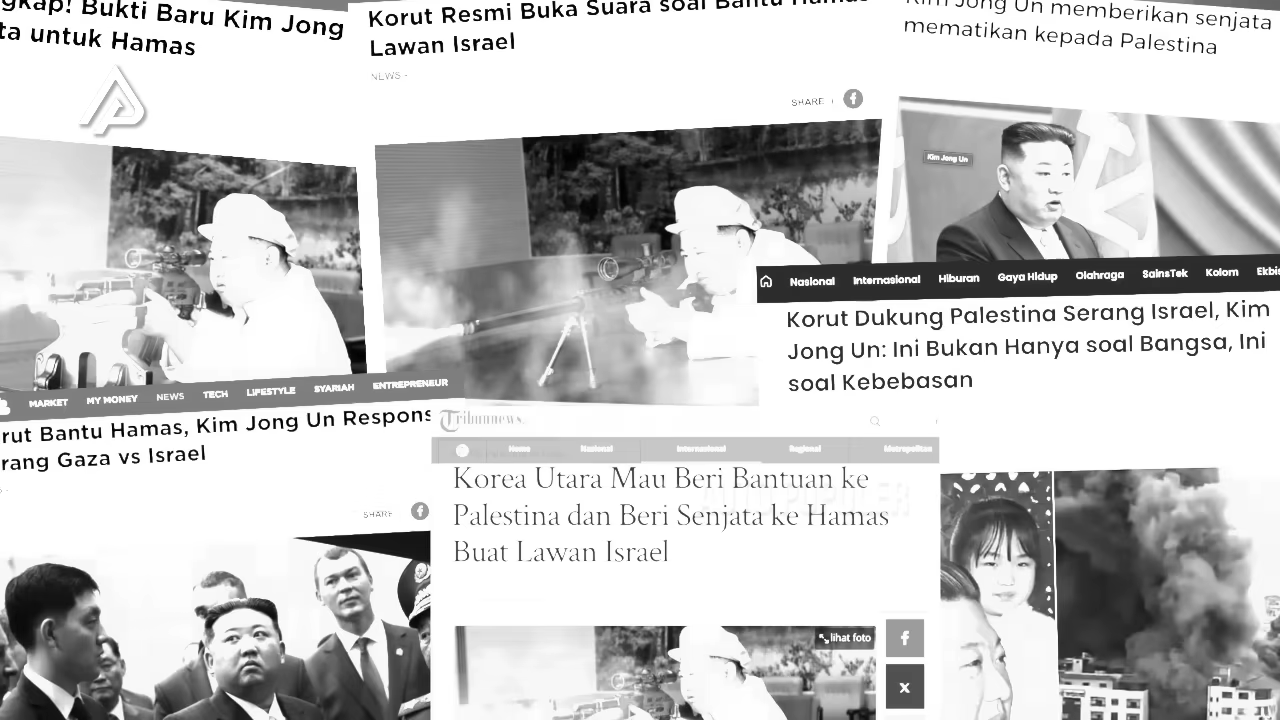 gkap! Bukti Baru Kim Jong
ta untuk Hamas
Korut Resmi Buka Suara soal Bantu Hamas
Lawan Israel
NEWS -
SHARE
Kim Jong Un memberikan senjata
mematikan kepada Palestina
Kim Jong Un
Nasional Internasional Hiburan Gaya Hidup Olahraga SainsTek Kolom Ekbis
Korut Dukung Palestina Serang Israel, Kim
Jong Un: Ini Bukan Hanya soal Bangsa, Ini
soal Kebebasan
MARKET MY MONEY NEWS TECH LIFESTYLE SYARIAH ENTREPRENEUR
rut Bantu Hamas, Kim Jong Un Respons
rang Gaza vs Israel
SHARE
Tribunnews.
Home Nasional Internasional Regional Metropolitan
Korea Utara Mau Beri Bantuan ke
Palestina dan Beri Senjata ke Hamas
Buat Lawan Israel
lihat foto